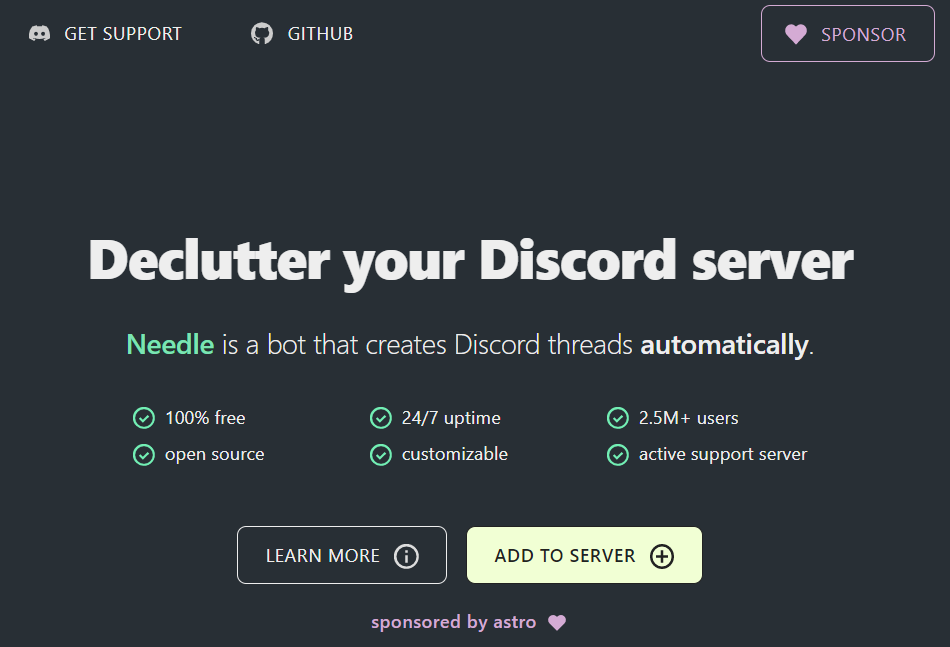 GET SUPPORT GITHUB SPONSOR
Declutter your Discord server
Needle is a bot that creates Discord threads automatically.
100% free 24/7 uptime 2.5M+ users
open source customizable active support server
LEARN MORE ADD TO SERVER
sponsored by astro